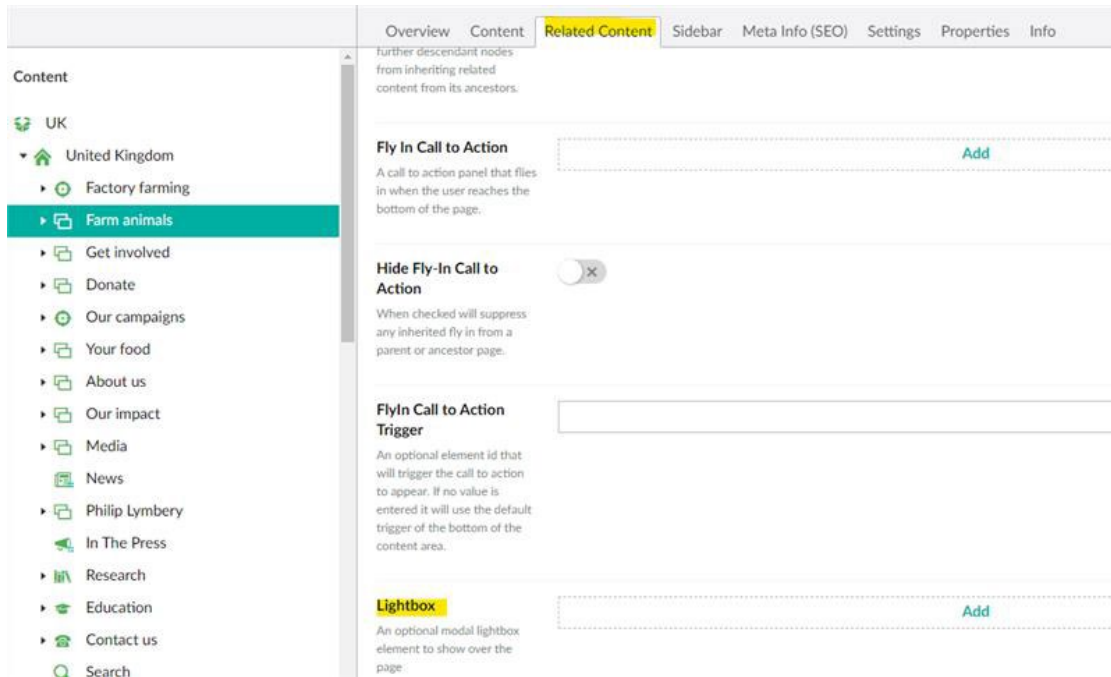 Overview Content Related Content Sidebar Meta Info (SEO) Settings Properties Info
Content
UK
United Kingdom
Factory farming
Farm animals
Get involved
Donate
Our campaigns
Your food
About us
Our impact
Media
News
Philip Lymbery
In The Press
Research
Education
Contact us
Search
further descendant nodes
from inheriting related
content from its ancestors.
Fly In Call to Action
A call to action panel that flies
in when the user reaches the
bottom of the page.
Add
Hide Fly-In Call to
Action
When checked will suppress
any inherited fly in from a
parent or ancestor page.
FlyIn Call to Action
Trigger
An optional element id that
will trigger the call to action
to appear. If no value is
entered it will use the default
trigger of the bottom of the
content area.
Lightbox
An optional modal lightbox
element to show over the
page
Add